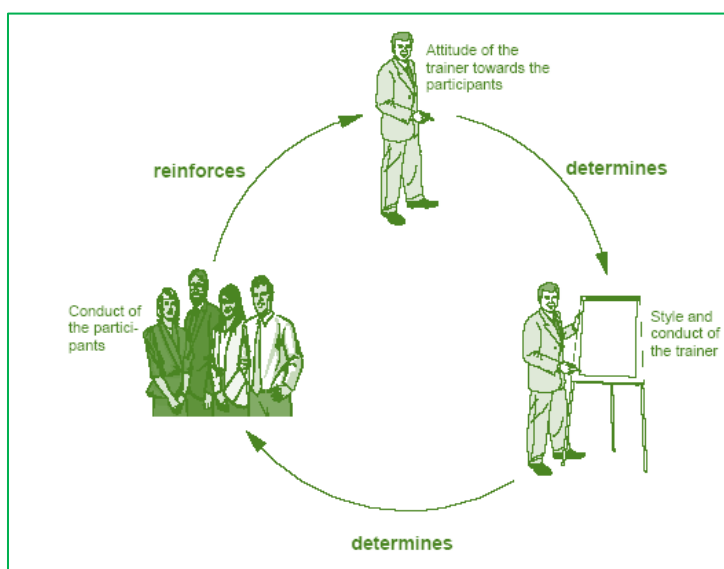 Attitude of the
trainer towards the
participants
reinforces
determines
Conduct of
the partici-
pants
Style and
conduct of
the trainer
determines